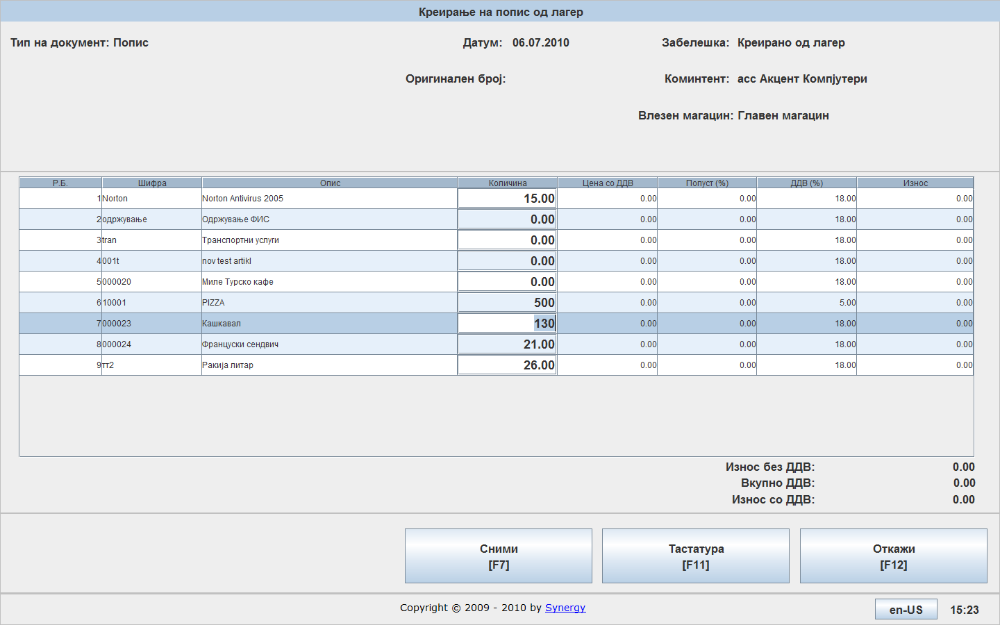 Креирање на попис од лагер
Тип на документ: Попис Датум: 06.07.2010 Забелешка: Креирано од лагер
Оригинален број: Коминтент: асс Акцент Компјутери
Влезен магацин: Главен магацин
Р.Б. Шифра Опис Количина Цена со ДДВ Попуст (%) ДДВ (%) Износ
1 Norton Norton Antivirus 2005 15.00 0.00 0.00 18.00 0.00
2 одржување Одржување ФИС 0.00 0.00 0.00 18.00 0.00
3 tran Транспортни услуги 0.00 0.00 0.00 18.00 0.00
4 001t nov test artikl 0.00 0.00 0.00 18.00 0.00
5 000020 Миле Турско кафе 0.00 0.00 0.00 18.00 0.00
6 10001 PIZZA 500 0.00 0.00 5.00 0.00
7 000023 Кашкавал 130 0.00 0.00 18.00 0.00
8 000024 Француски сендвич 21.00 0.00 0.00 18.00 0.00
9 тт2 Ракија литар 26.00 0.00 0.00 18.00 0.00
Износ без ДДВ: 0.00
Вкупно ДДВ: 0.00
Износ со ДДВ: 0.00
Сними Тастатура Откажи
[F7] [F11] [F12]
Copyright © 2009 - 2010 by Synergy en-US 15:23